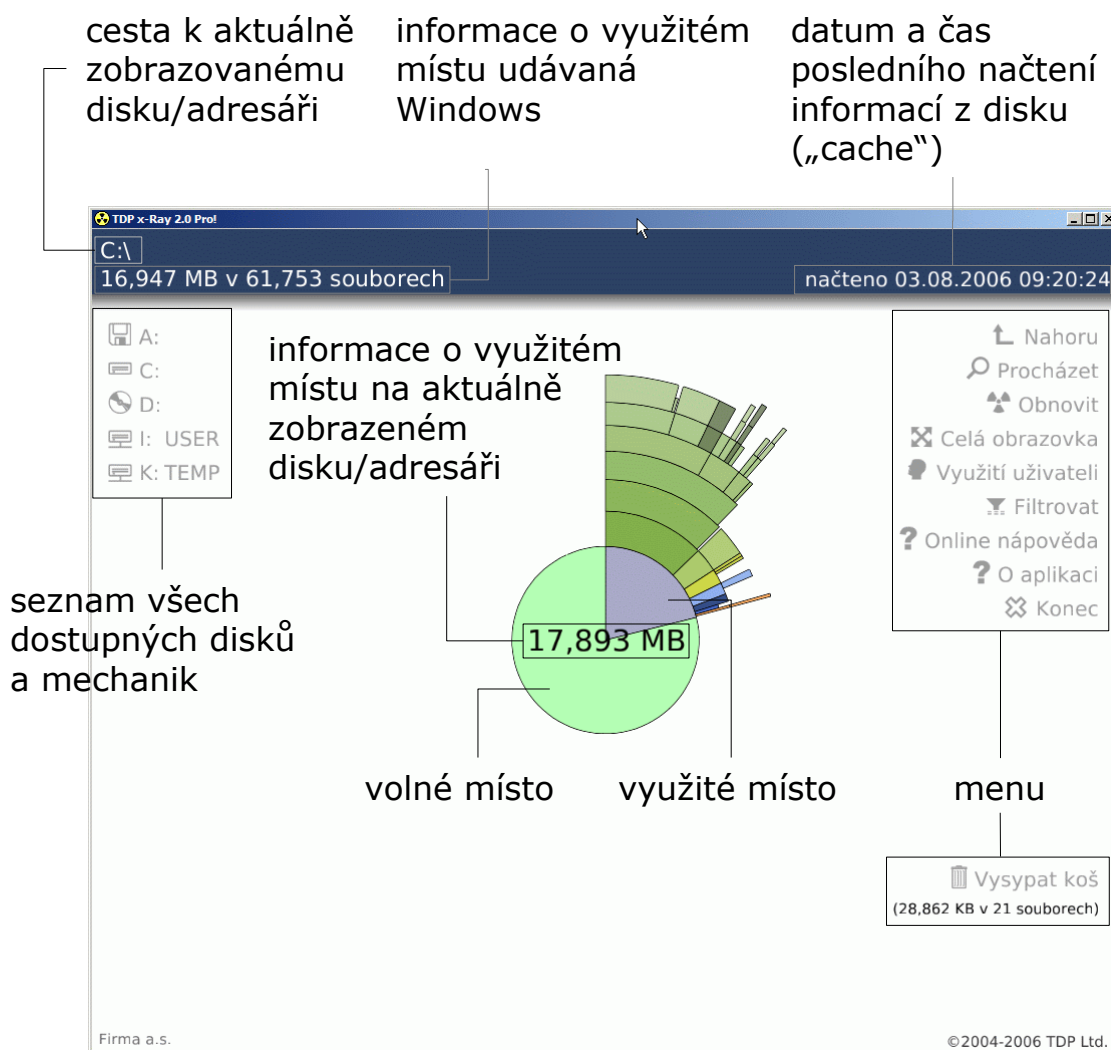 cesta k aktuálně
zobrazovanému
disku/adresáři
informace o využitém
místu udávaná
Windows
datum a čas
posledního načtení
informací z disku
(„cache“)
TDP x-Ray 2.0 Pro!
C:\
16,947 MB v 61,753 souborech
načteno 03.08.2006 09:20:24
A:
C:
D:
I: USER
K: TEMP
informace o využitém
místu na aktuálně
zobrazeném
disku/adresáři
Nahoru
Procházet
Obnovit
Celá obrazovka
Využití uživateli
Filtrovat
Online nápověda
O aplikaci
Konec
seznam všech
dostupných disků
a mechanik
17,893 MB
volné místo
využité místo
menu
Vysypat koš
(28,862 KB v 21 souborech)
Firma a.s.
©2004-2006 TDP Ltd.